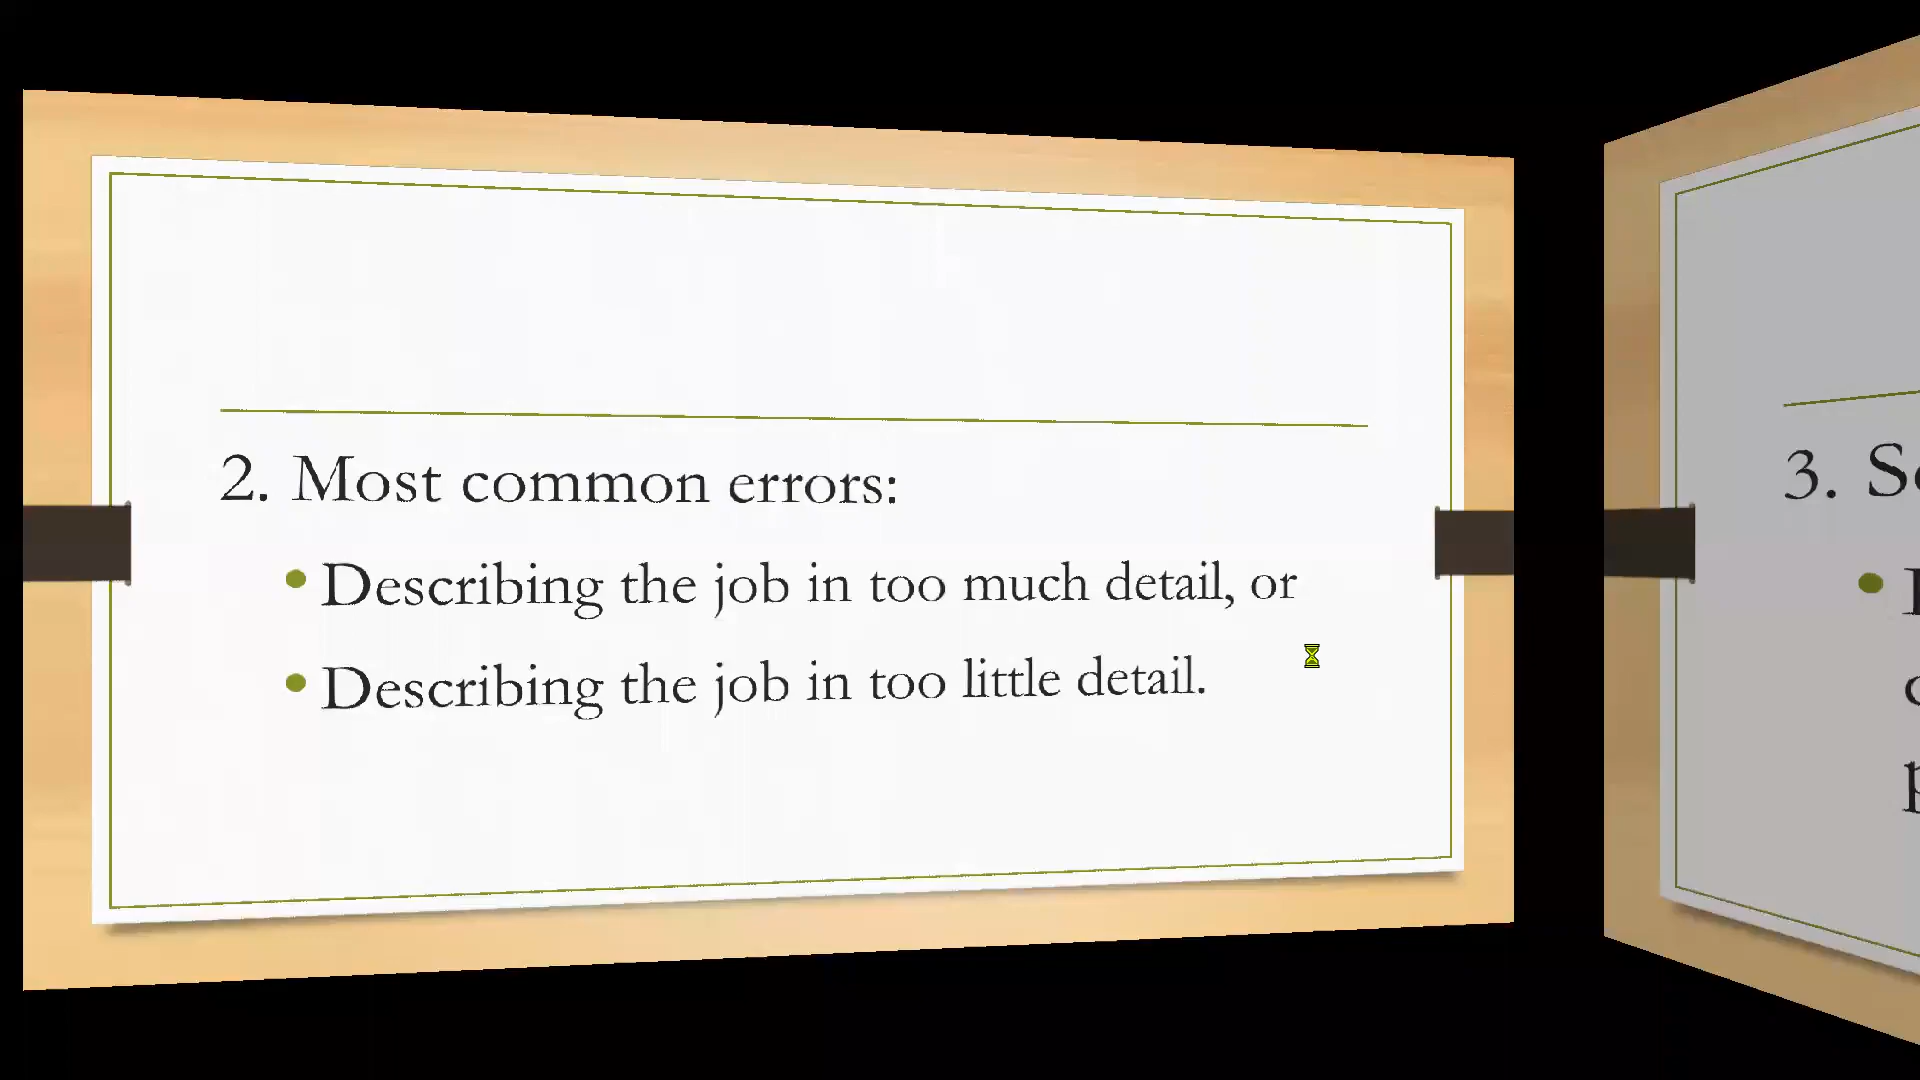 2. Most common errors:
• Describing the job in too much detail, or
• Describing the job in too little detail.
3.